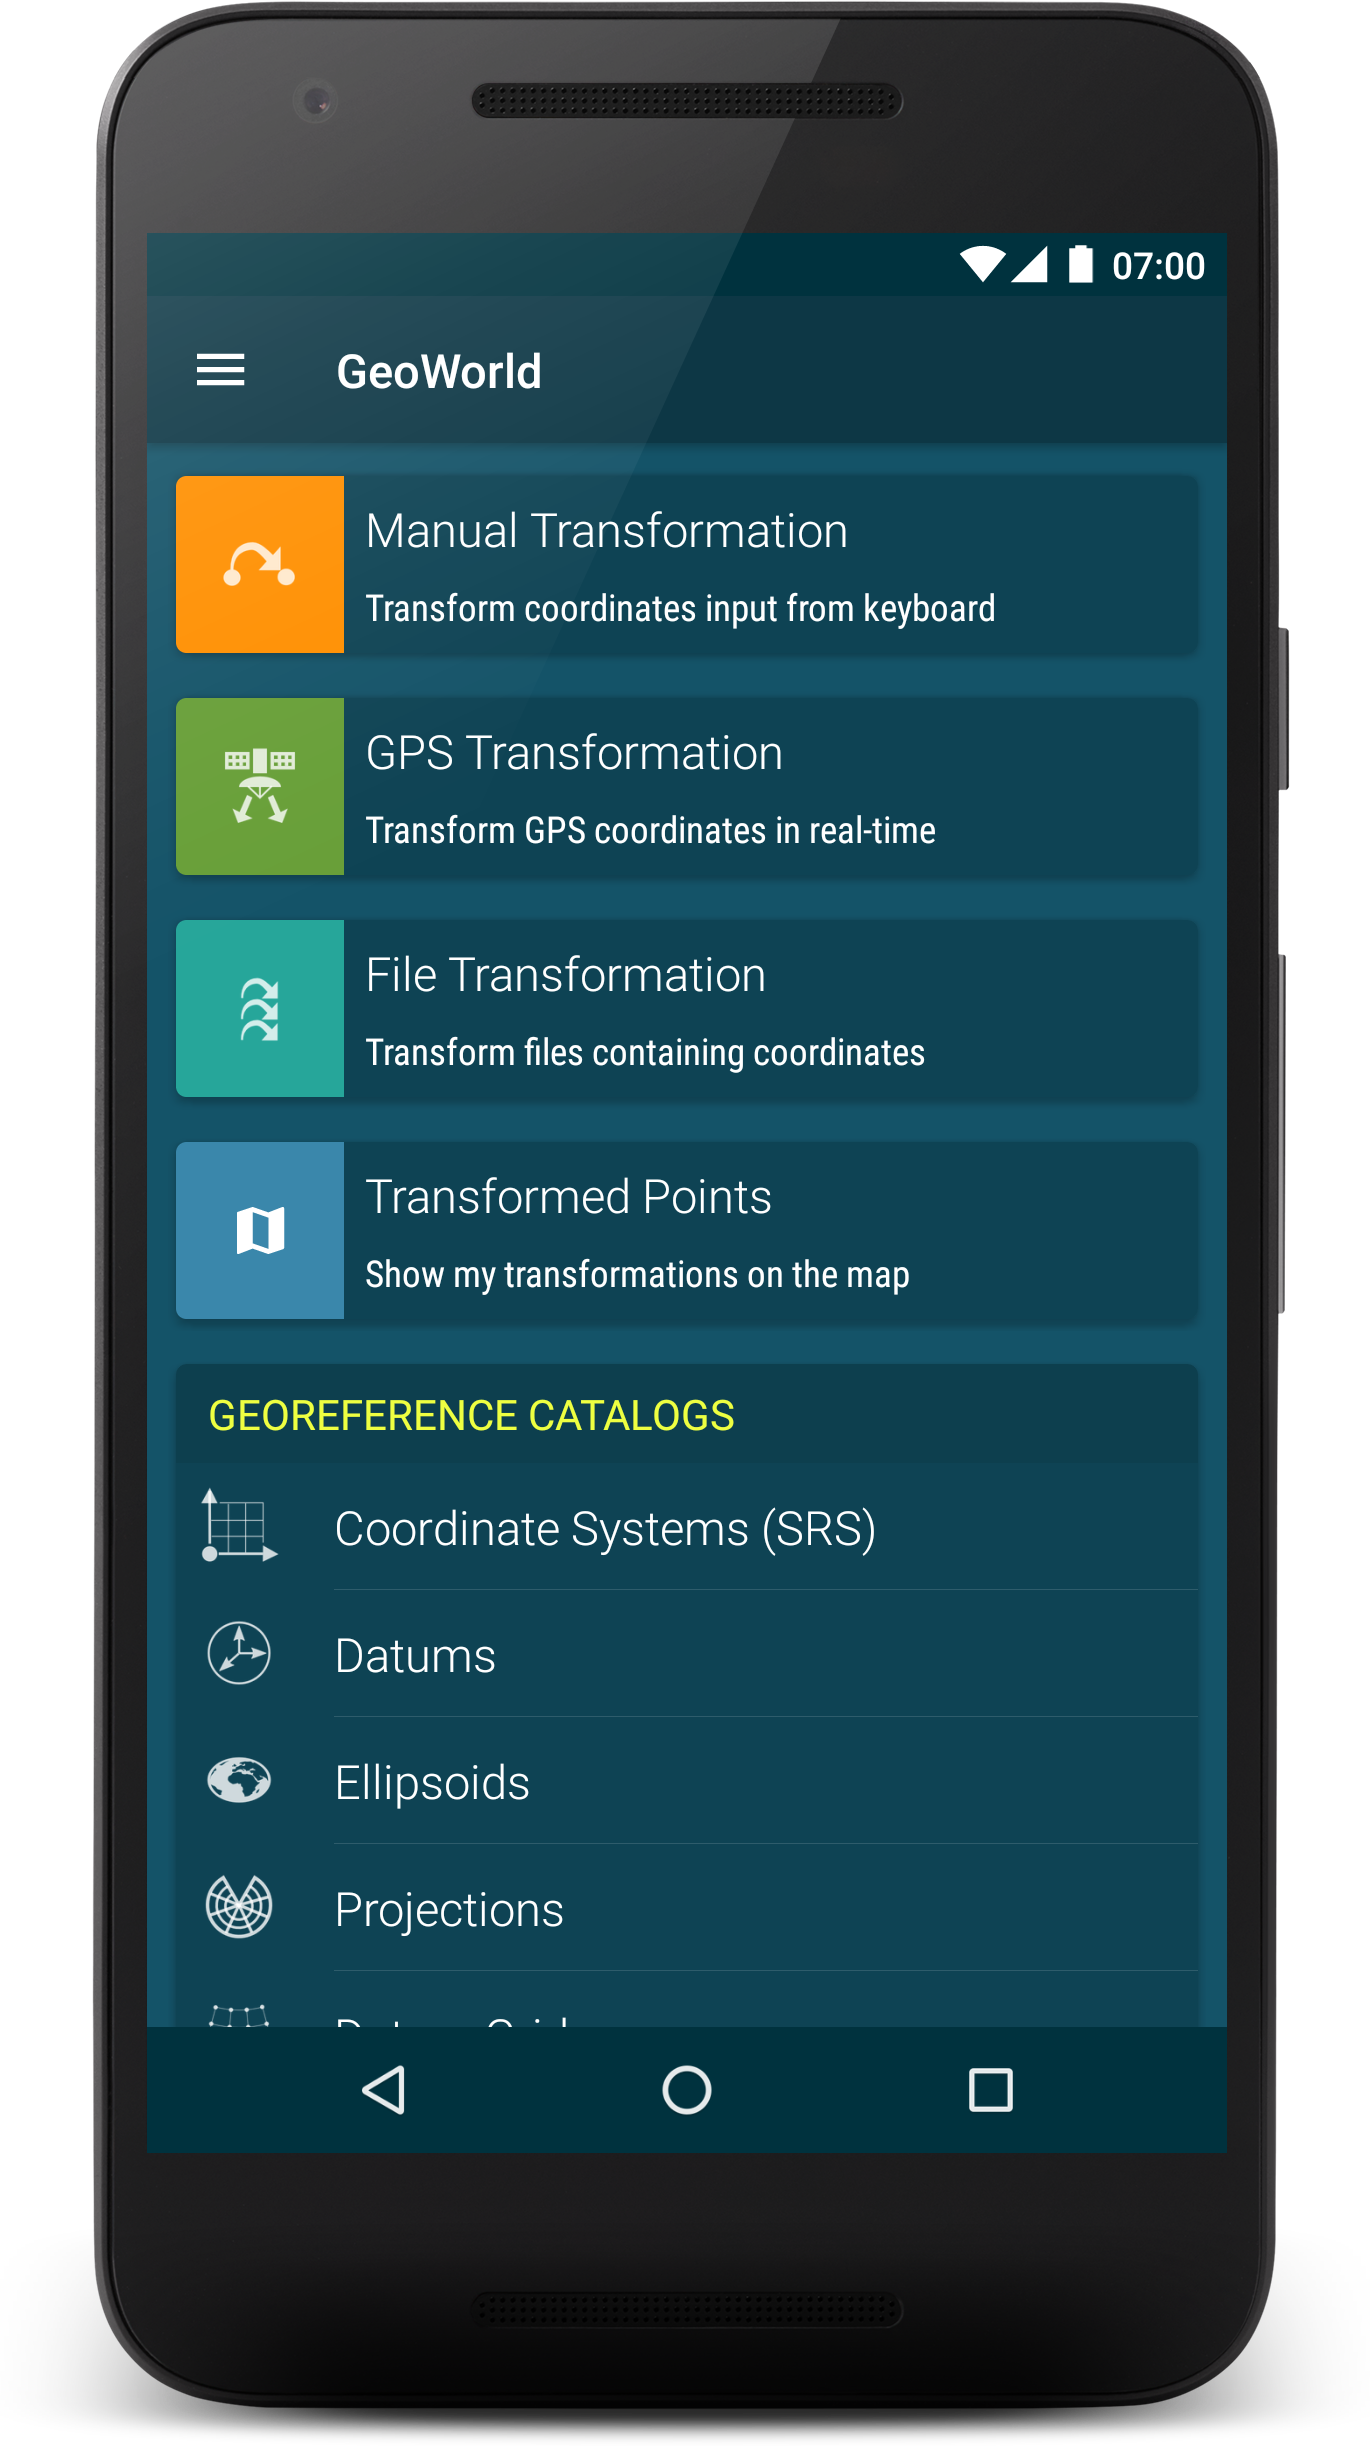 07:00
GeoWorld
Manual Transformation
Transform coordinates input from keyboard
GPS Transformation
Transform GPS coordinates in real-time
File Transformation
Transform files containing coordinates
Transformed Points
Show my transformations on the map
GEOREFERENCE CATALOGS
Coordinate Systems (SRS)
Datums
Ellipsoids
Projections